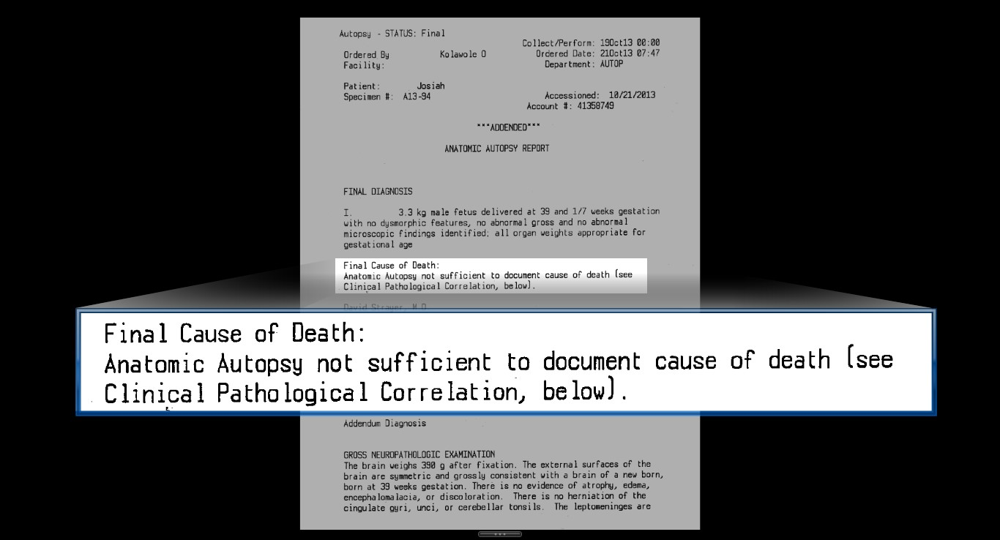 Autopsy - STATUS: Final
Collect/Perform: 19Oct13 00:00
Ordered By Kolawole O Ordered Date: 21Oct13 07:47
Facility: Department: AUTOP
Patient: Josiah
Specimen #: A13-94 Accessioned: 10/21/2013
Account #: 41358749
***ADDENDED***
ANATOMIC AUTOPSY REPORT
FINAL DIAGNOSIS
I. 3.3 kg male fetus delivered at 39 and 1/7 weeks gestation
with no dysmorphic features, no abnormal gross and no abnormal
microscopic findings identified; all organ weights appropriate for
gestational age
Final Cause of Death:
Anatomic Autopsy not sufficient to document cause of death (see
Clinical Pathological Correlation, below).
David Strayer, M.D.
Final Cause of Death:
Anatomic Autopsy not sufficient to document cause of death (see
Clinical Pathological Correlation, below).
Addendum Diagnosis
GROSS NEUROPATHOLOGIC EXAMINATION
The brain weighs 390 g after fixation. The external surfaces of the
brain are symmetric and grossly consistent with a brain of a new born,
born at 39 weeks gestation. There is no evidence of atrophy, edema,
encephalomalacia, or discoloration. There is no herniation of the
cingulate gyri, unci, or cerebellar tonsils. The leptomeninges are